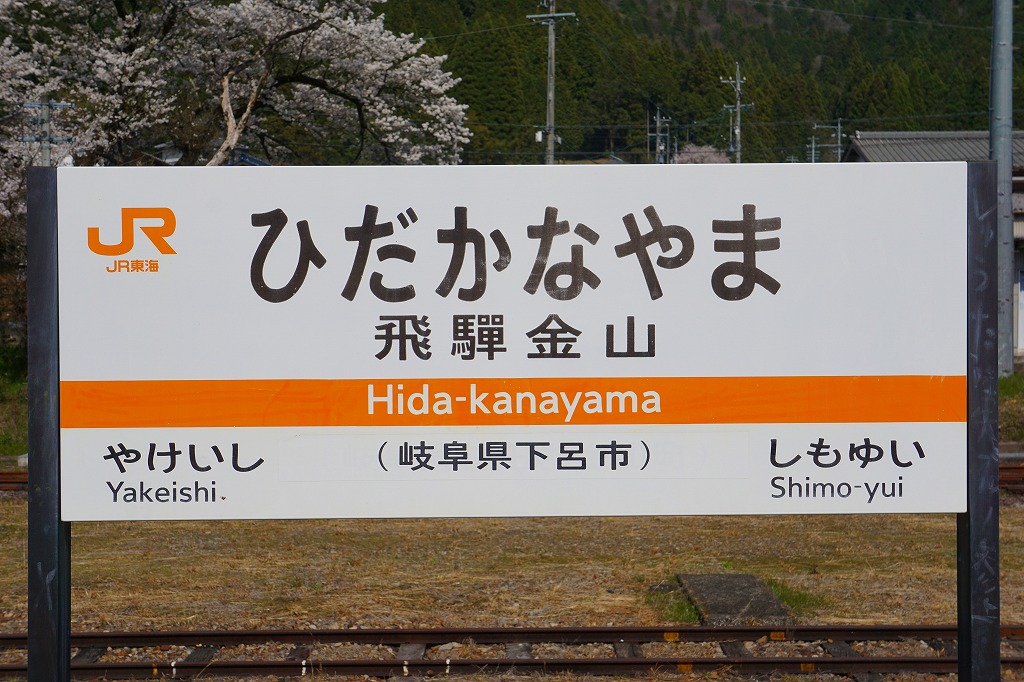 JR
JR東海
ひだかなやま
飛驒金山
Hida-kanayama
やけいし
Yakeishi
(岐阜県下呂市)
しもゆい
Shimo-yui